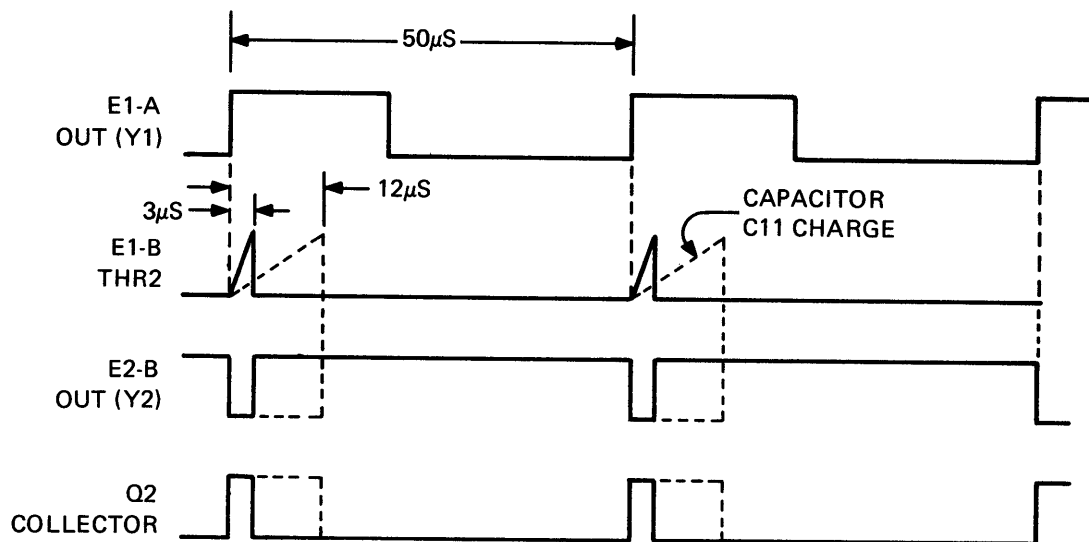 50μS
E1-A
OUT (Y1)
12μS
3μS
CAPACITOR
C11 CHARGE
E1-B
THR2
E2-B
OUT (Y2)
Q2
COLLECTOR